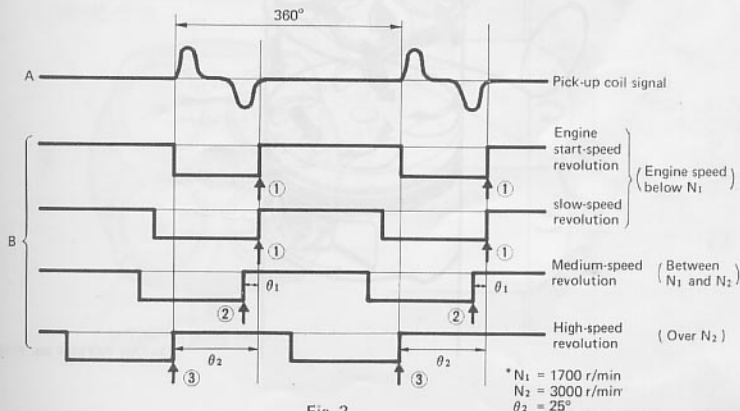 360°
A
Pick-up coil signal
Engine
start-speed
revolution
(Engine speed
below N₁)
①
①
slow-speed
revolution
①
①
B
Medium-speed
revolution
(Between
N₁ and N₂)
θ₁
θ₁
②
②
High-speed
revolution
(Over N₂)
θ₂
θ₂
③
③
*N₁ = 1700 r/min
N₂ = 3000 r/min
θ₂ = 25°